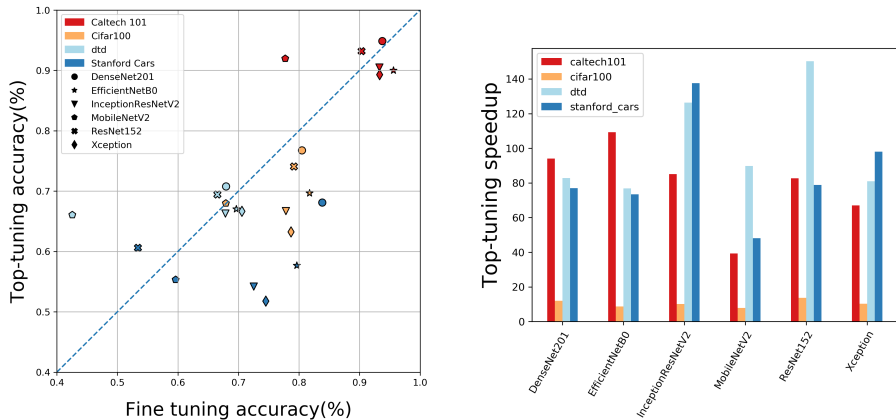 1.0
0.9
0.8
0.7
0.6
0.5
0.4
Top-tuning accuracy(%)
Caltech 101
Cifar100
dtd
Stanford Cars
DenseNet201
EfficientNetB0
InceptionResNetV2
MobileNetV2
ResNet152
Xception
0.4 0.5 0.6 0.7 0.8 0.9 1.0
Fine tuning accuracy(%)
140
120
100
80
60
40
20
0
Top-tuning speedup
caltech101
cifar100
dtd
stanford_cars
DenseNet201
EfficientNetB0
InceptionResNetV2
MobileNetV2
ResNet152
Xception